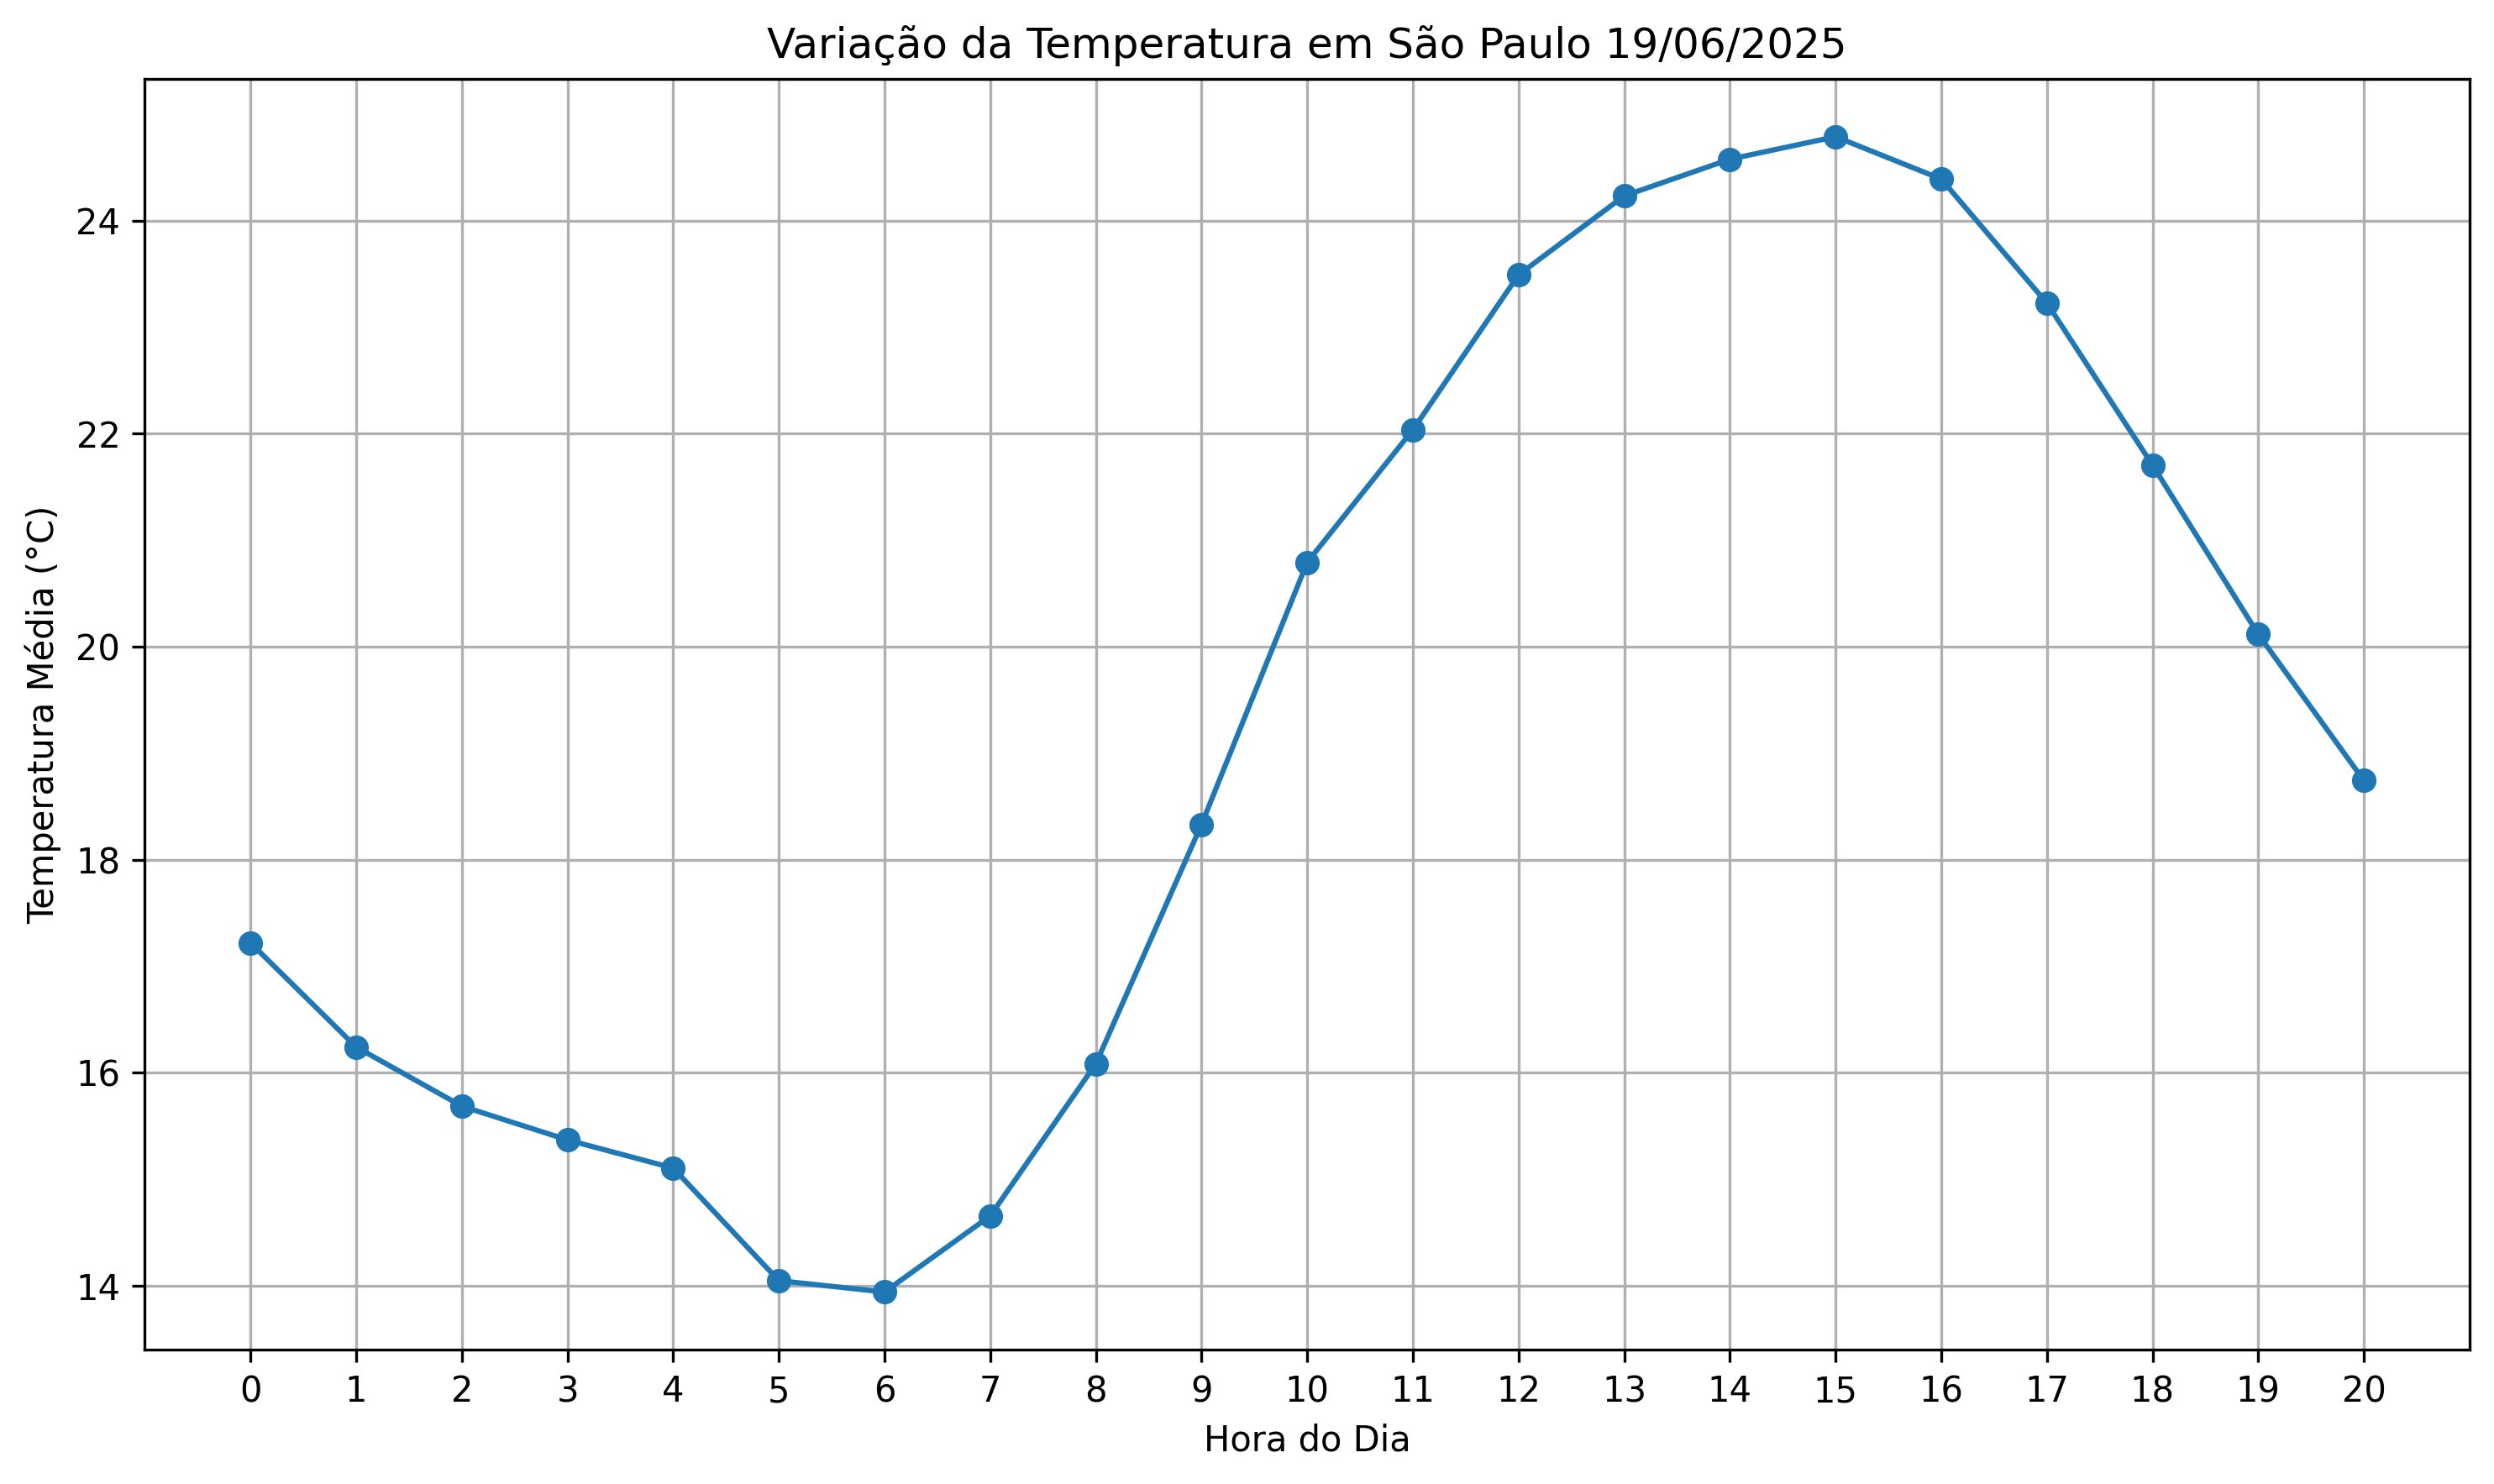 Variação da Temperatura em São Paulo 19/06/2025
Temperatura Média (°C)
24
22
20
18
16
14
0 1 2 3 4 5 6 7 8 9 10 11 12 13 14 15 16 17 18 19 20
Hora do Dia